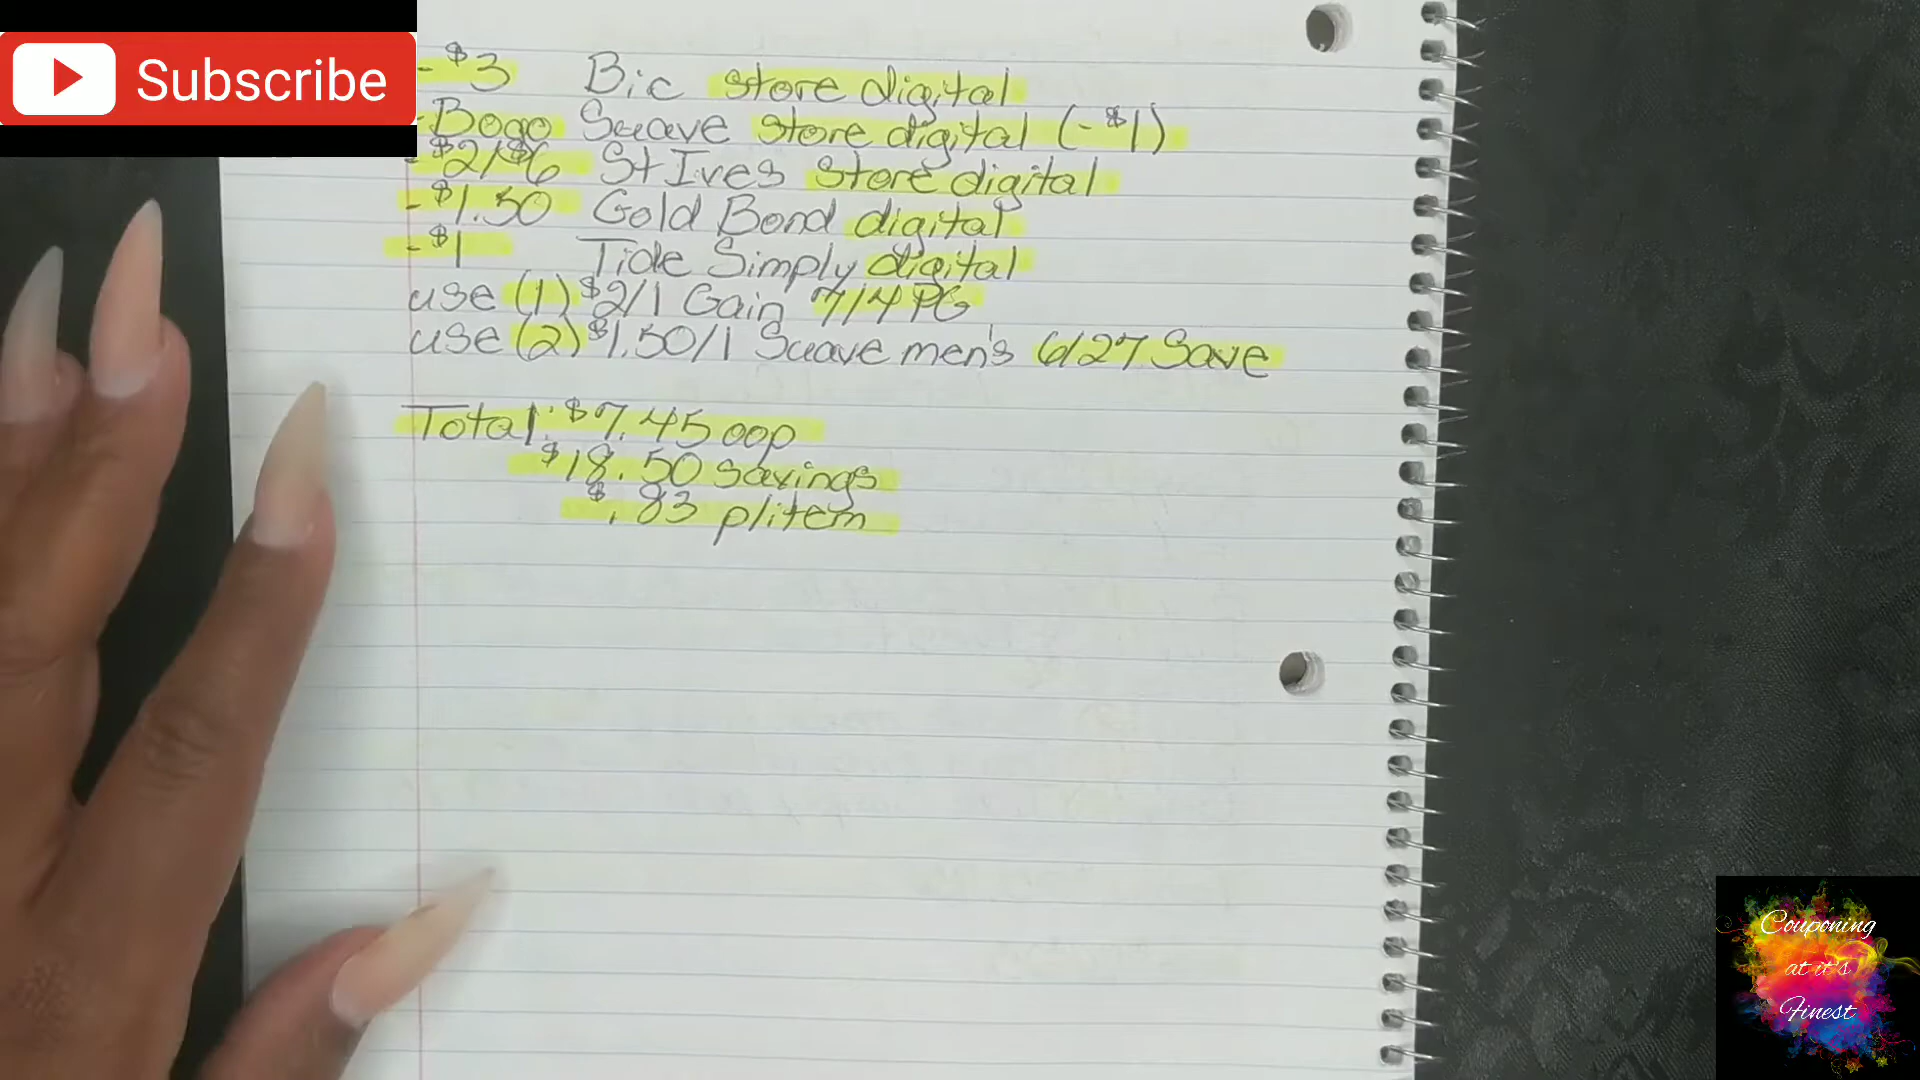 Subscribe
-$3 Bic store digital
-Bogo Suave store digital (-$1)
-$2/$6 St Ives store digital
-$1.50 Gold Bond digital
-$1 Tide Simply digital
use (1) $2/1 Gain 7/4 PG
use (2) $1.50/1 Suave men's 6/27 Save
Total: $7.45 oop
$18.50 savings
$.83 p/item
Couponing
at it's
Finest